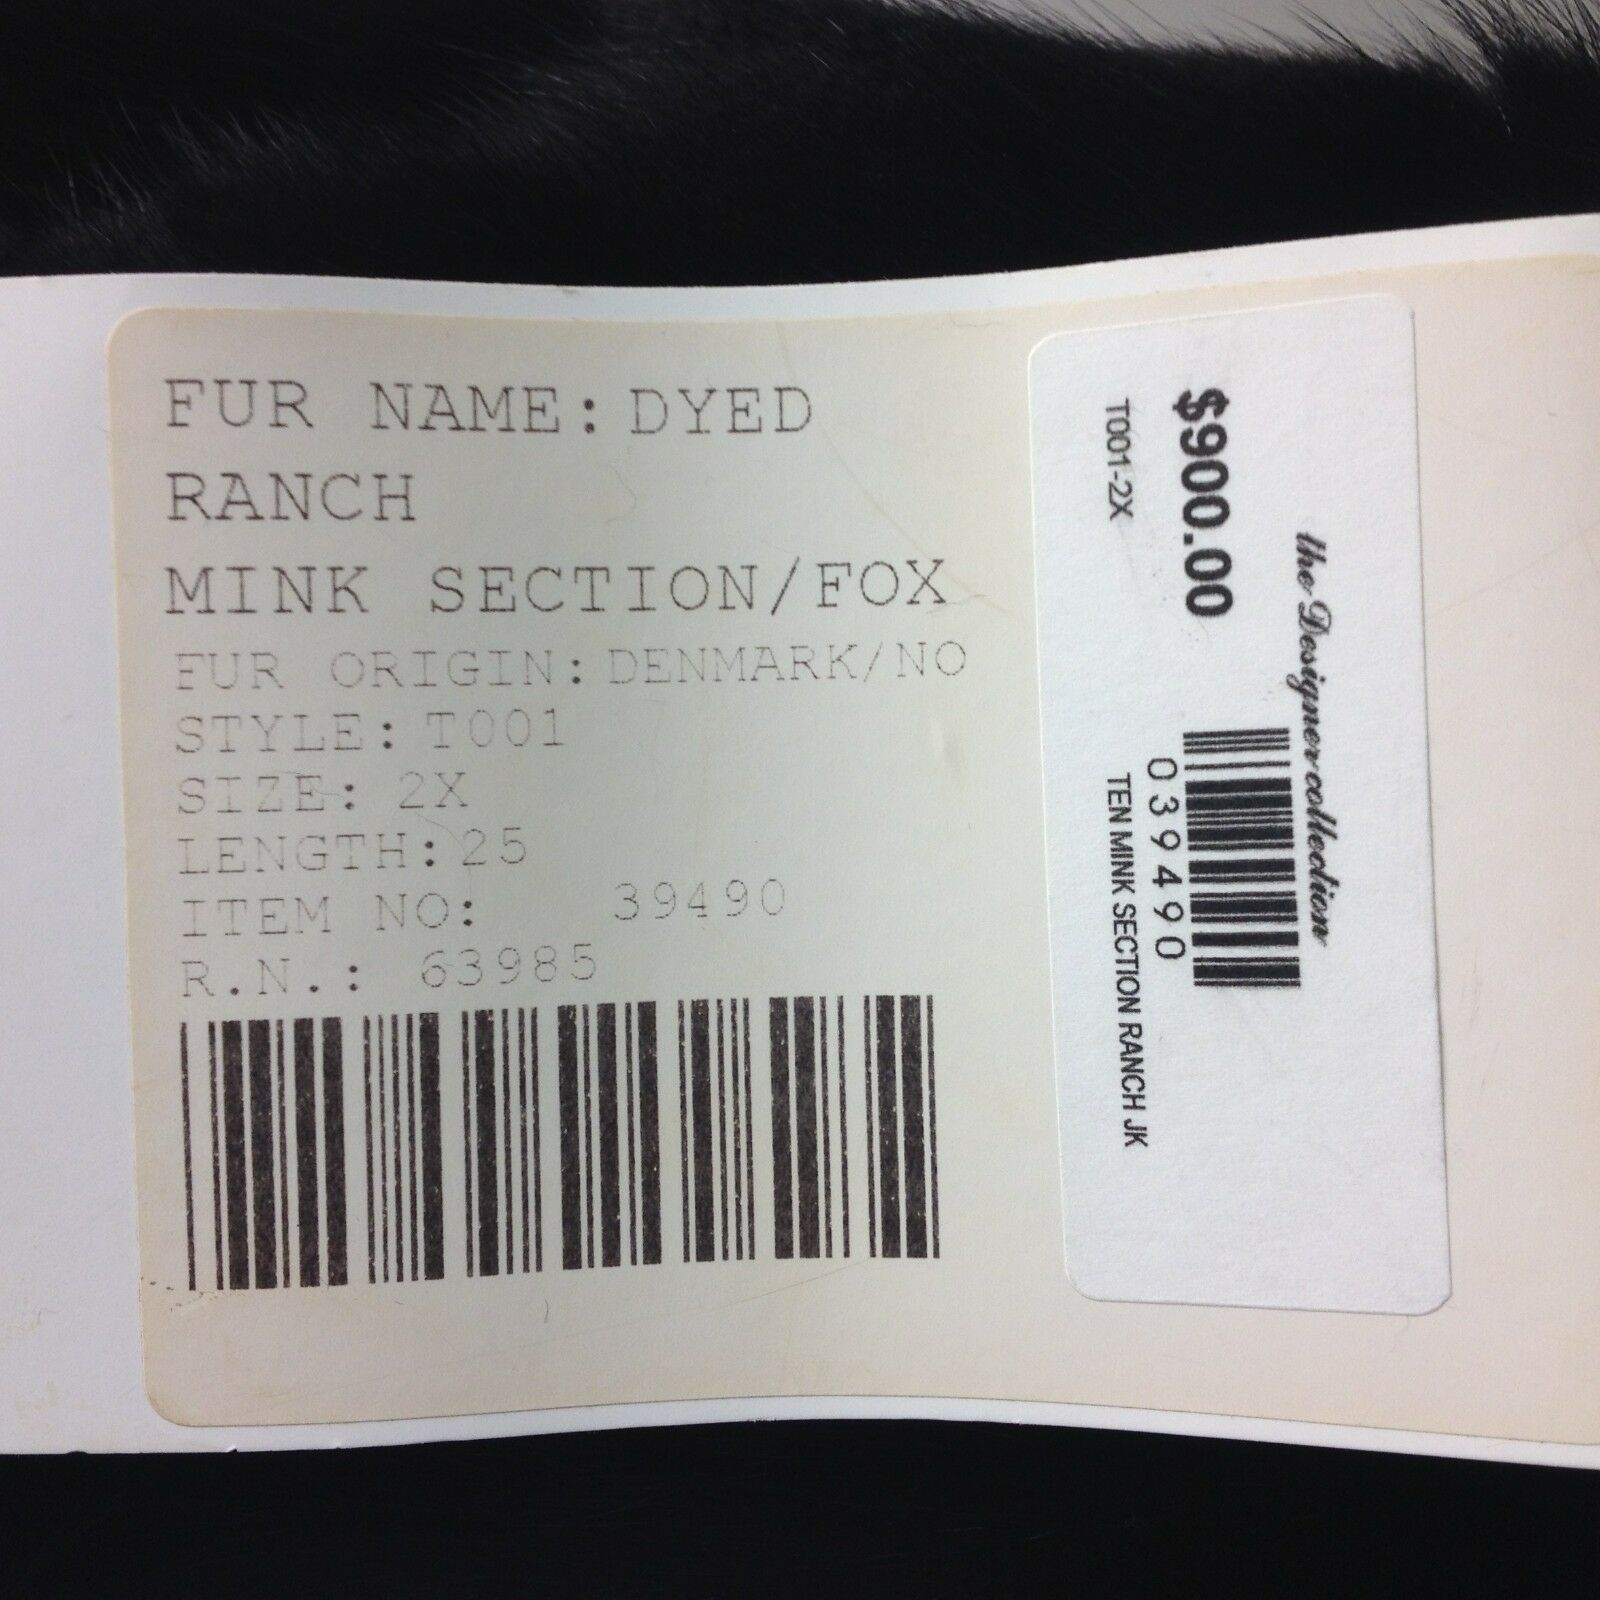 FUR NAME: DYED
RANCH
MINK SECTION/FOX
FUR ORIGIN: DENMARK/NO
STYLE: T001
SIZE: 2X
LENGTH: 25
ITEM NO: 39490
R.N.: 63985
the Designer collection
039490
$900.00
T001-2X
TEN MINK SECTION RANCH JK